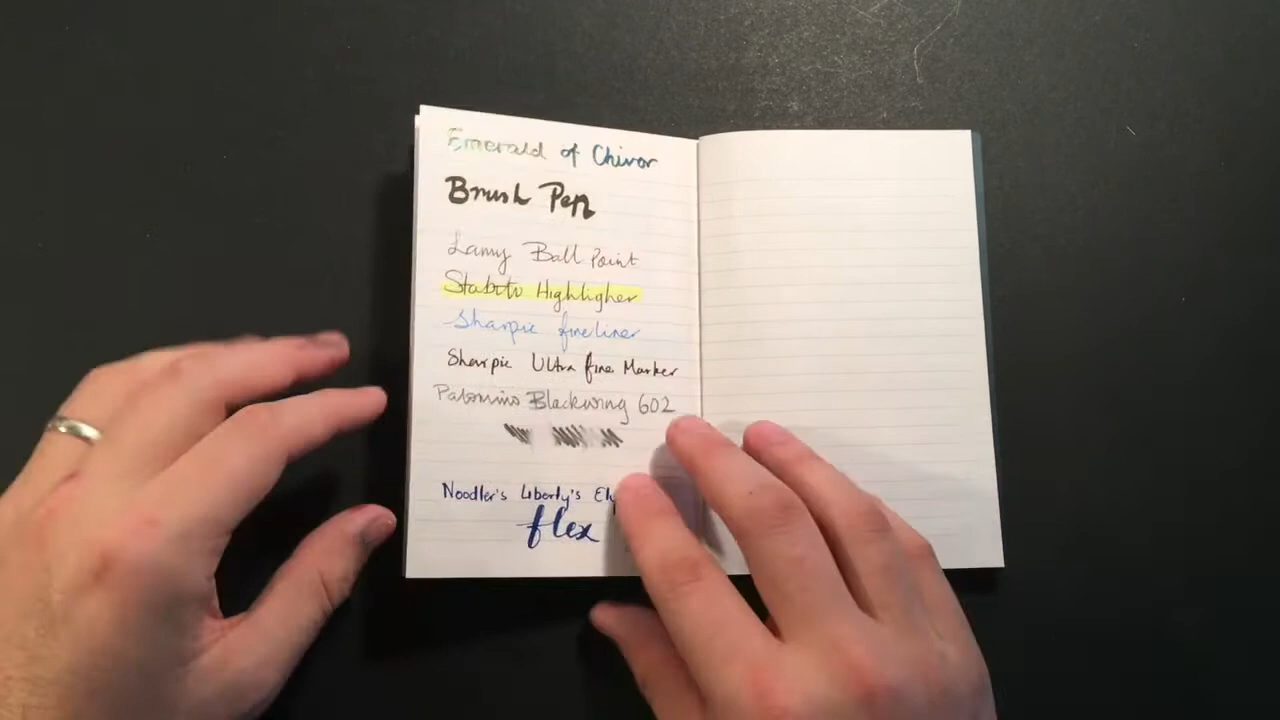 Emerald of Chivor
Brush Pen
Lamy Ball Point
Stabilo Highligher
Sharpie fineliner
Sharpie Ultra fine Marker
Palomino Blackwing 602
Noodler's Liberty's
flex